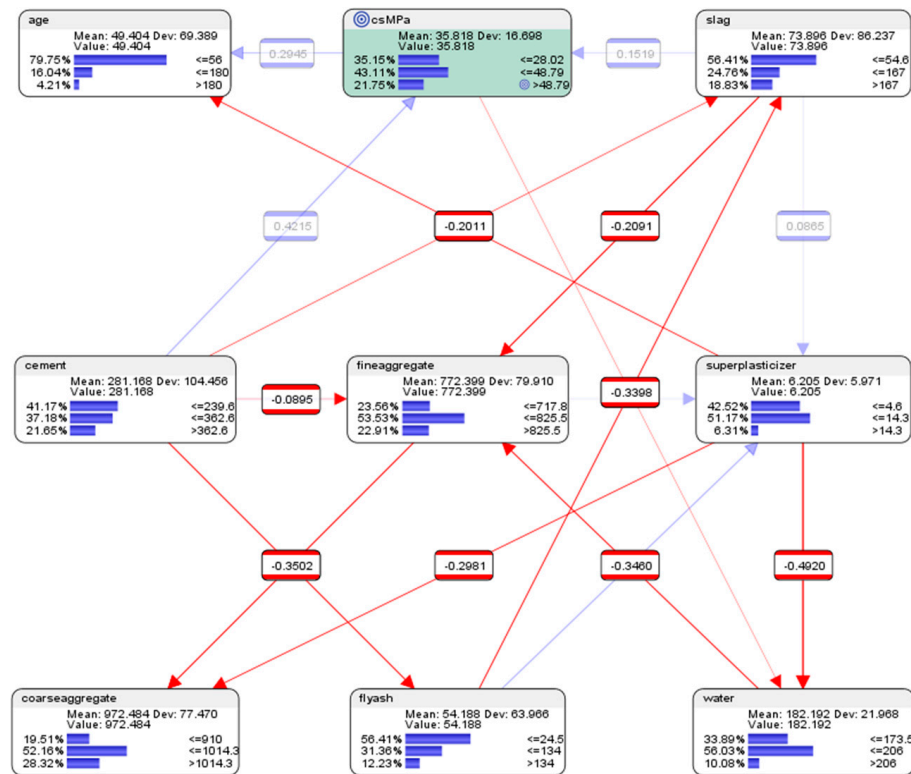 age
Mean: 49.404 Dev: 69.389
Value: 49.404
79.75% <=56
16.04% <=180
4.21% >180
0.2945
csMPa
Mean: 35.818 Dev: 16.698
Value: 35.818
35.15% <=28.02
43.11% <=48.79
21.75% >48.79
0.1519
slag
Mean: 73.896 Dev: 86.237
Value: 73.896
56.41% <=54.6
24.76% <=167
18.83% >167
0.4215
-0.2011
-0.2091
0.0865
cement
Mean: 281.168 Dev: 104.456
Value: 281.168
41.17% <=239.6
37.18% <=362.6
21.65% >362.6
-0.0895
fineaggregate
Mean: 772.399 Dev: 79.910
Value: 772.399
23.56% <=717.8
53.53% <=825.5
22.91% >825.5
-0.3398
superplasticizer
Mean: 6.205 Dev: 5.971
Value: 6.205
42.52% <=4.6
51.17% <=14.3
6.31% >14.3
-0.3502
-0.2981
-0.3460
-0.4920
coarseaggregate
Mean: 972.484 Dev: 77.470
Value: 972.484
19.51% <=910
52.16% <=1014.3
28.32% >1014.3
flyash
Mean: 54.188 Dev: 63.966
Value: 54.188
56.41% <=24.5
31.36% <=134
12.23% >134
water
Mean: 182.192 Dev: 21.968
Value: 182.192
33.89% <=173.5
56.03% <=206
10.08% >206